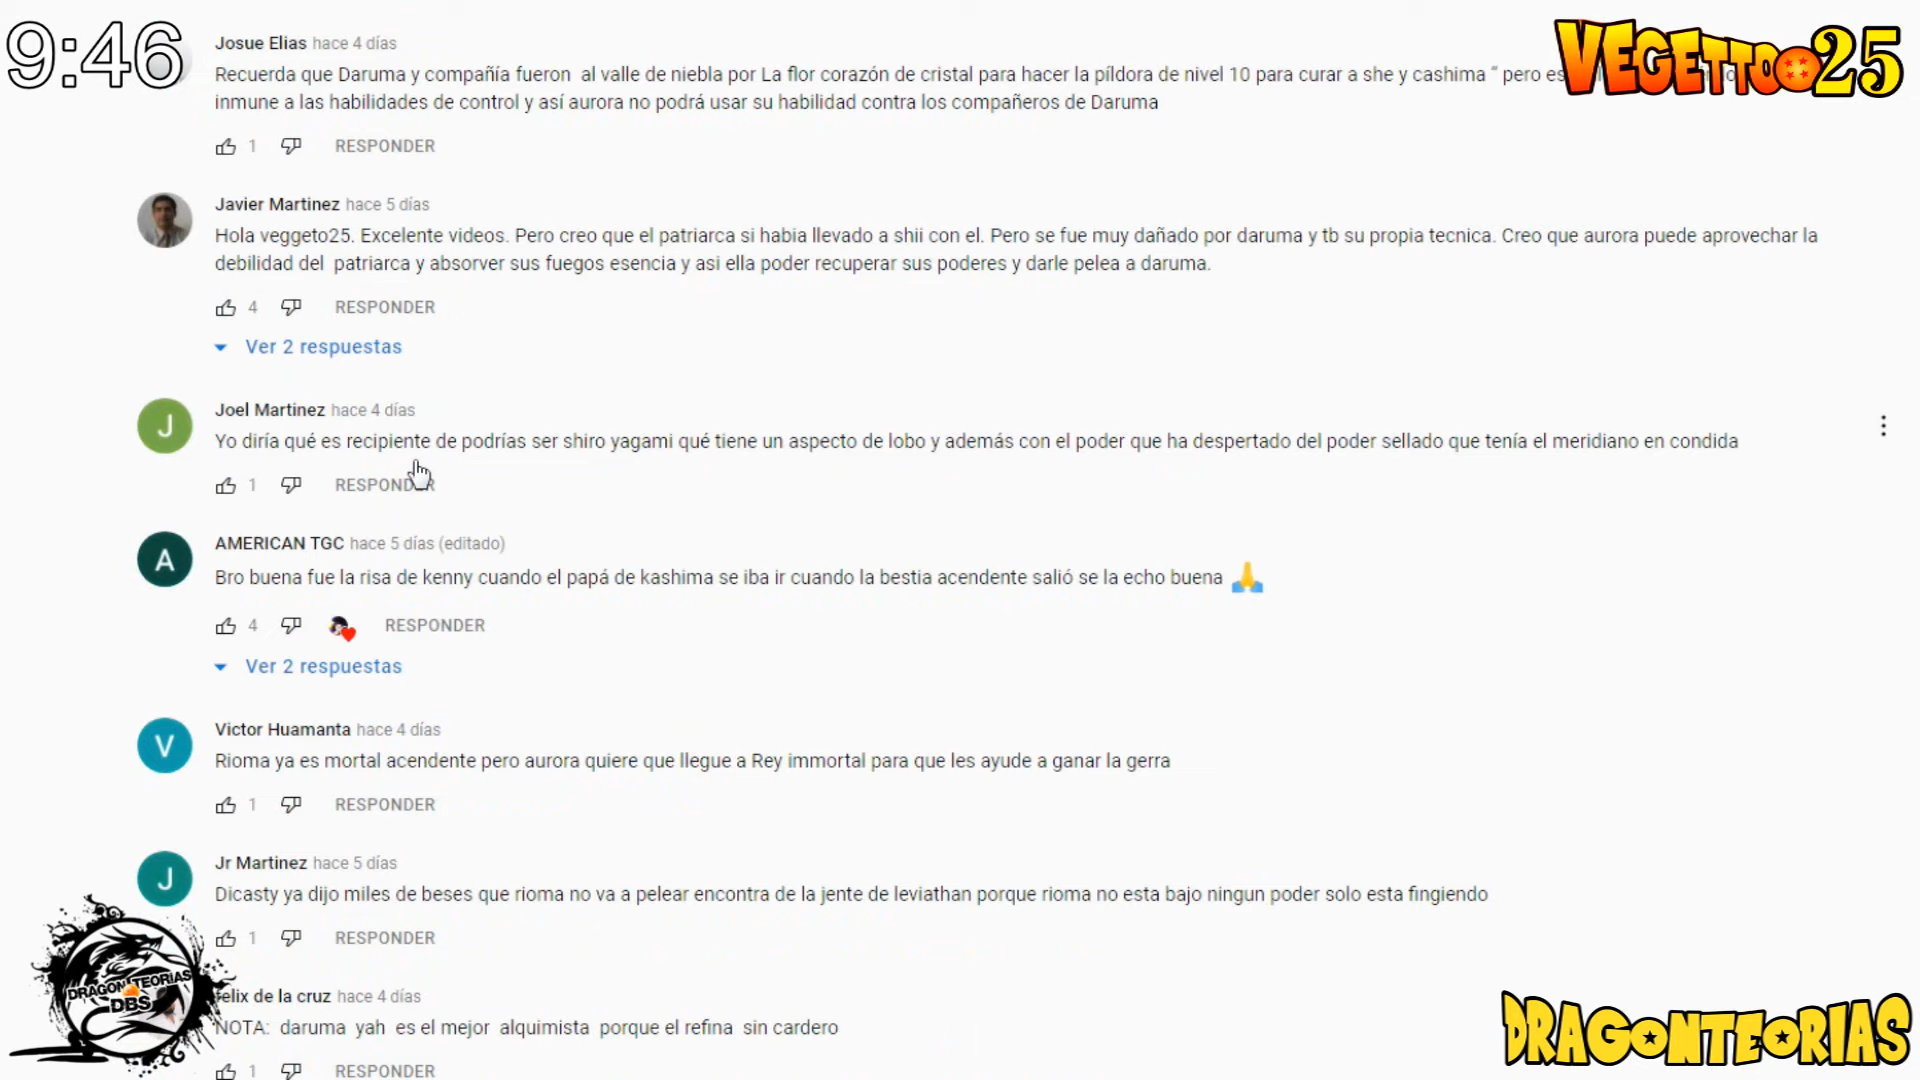 9:46
VEGETTO25
Josue Elias hace 4 días
Recuerda que Daruma y compañía fueron al valle de niebla por La flor corazón de cristal para hacer la píldora de nivel 10 para curar a she y cashima “ pero es
inmune a las habilidades de control y así aurora no podrá usar su habilidad contra los compañeros de Daruma
1 RESPONDER
Javier Martinez hace 5 días
Hola veggeto25. Excelente videos. Pero creo que el patriarca si habia llevado a shii con el. Pero se fue muy dañado por daruma y tb su propia tecnica. Creo que aurora puede aprovechar la
debilidad del patriarca y absorver sus fuegos esencia y asi ella poder recuperar sus poderes y darle pelea a daruma.
4 RESPONDER
Ver 2 respuestas
J
Joel Martinez hace 4 días
Yo diría qué es recipiente de podrías ser shiro yagami qué tiene un aspecto de lobo y además con el poder que ha despertado del poder sellado que tenía el meridiano en condida
1 RESPONDER
A
AMERICAN TGC hace 5 días (editado)
Bro buena fue la risa de kenny cuando el papá de kashima se iba ir cuando la bestia acendente salió se la echo buena 🙏
4 RESPONDER
Ver 2 respuestas
V
Victor Huamanta hace 4 días
Rioma ya es mortal acendente pero aurora quiere que llegue a Rey immortal para que les ayude a ganar la gerra
1 RESPONDER
J
Jr Martinez hace 5 días
Dicasty ya dijo miles de beses que rioma no va a pelear encontra de la jente de leviathan porque rioma no esta bajo ningun poder solo esta fingiendo
1 RESPONDER
felix de la cruz hace 4 días
NOTA: daruma yah es el mejor alquimista porque el refina sin cardero
1 RESPONDER
DRAGONTEORIAS
DBS
DRAGONTEORIAS